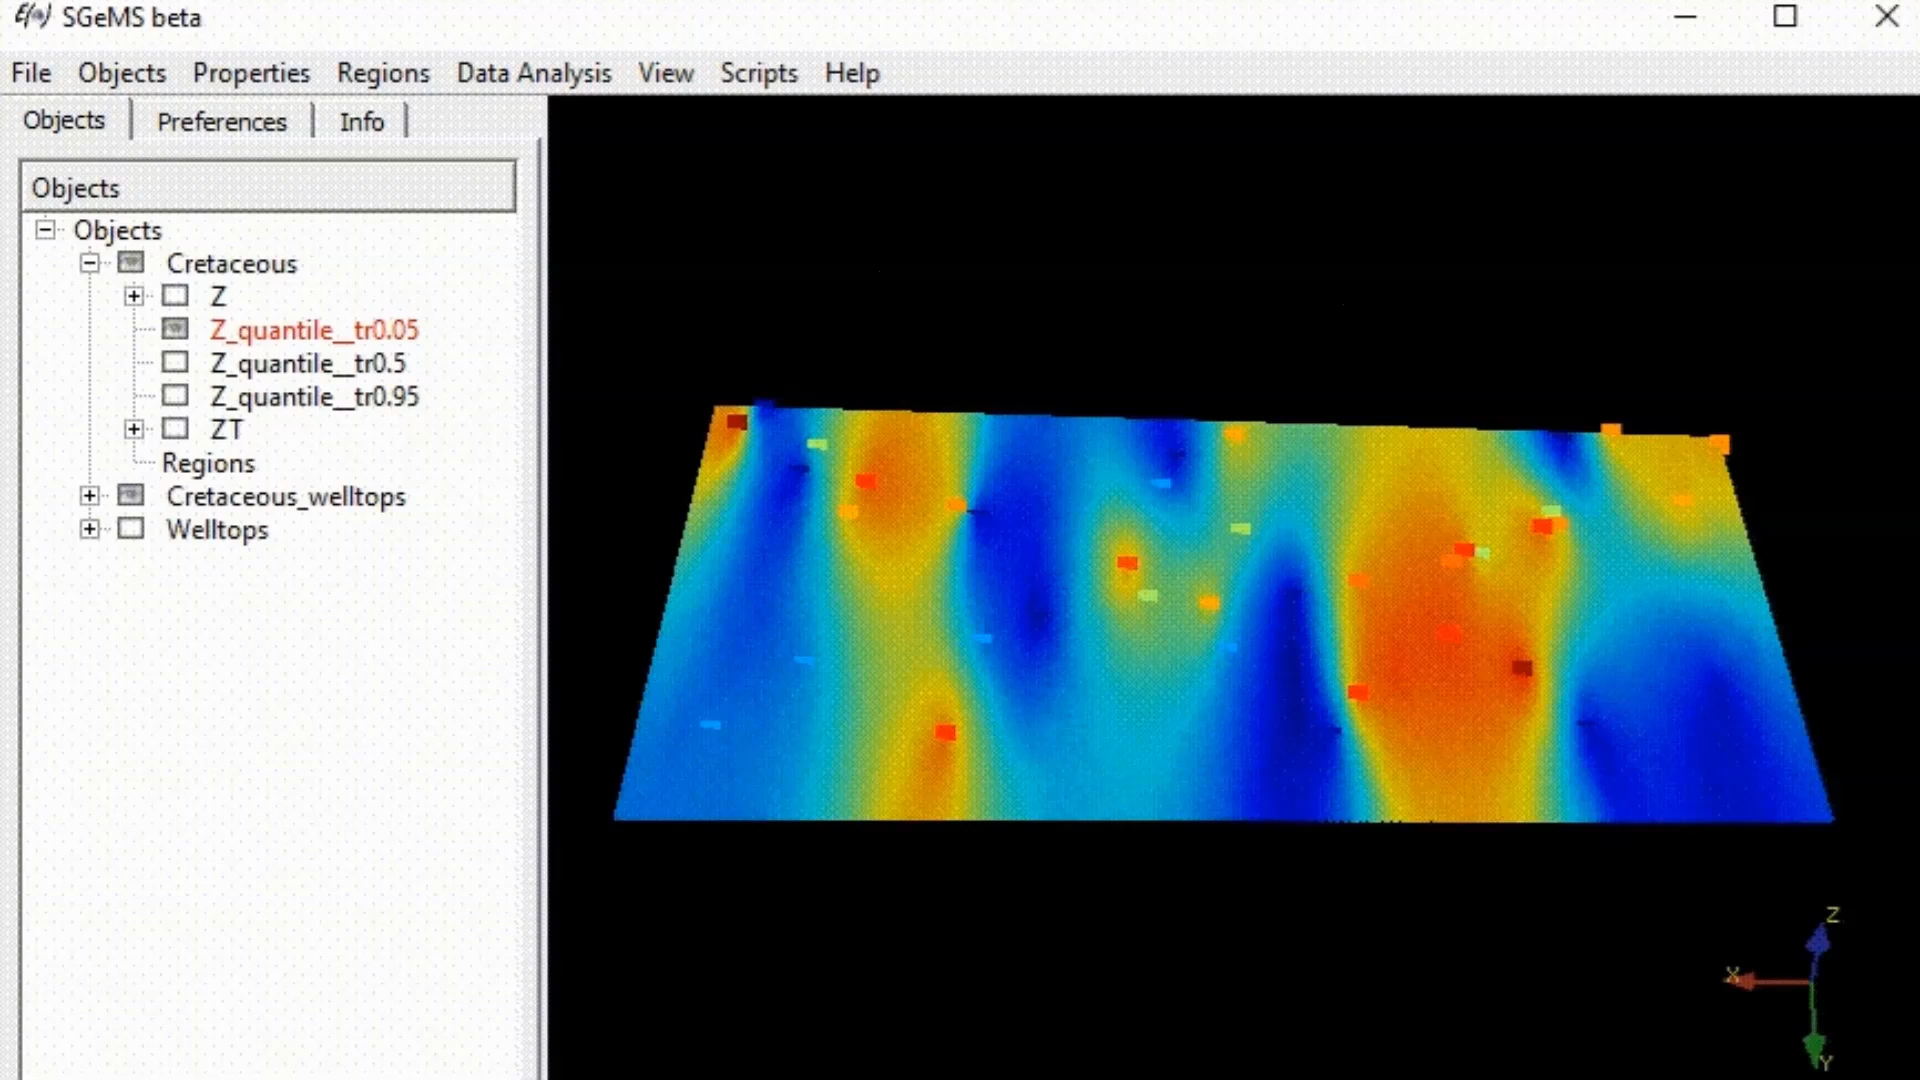 SGeMS beta
File Objects Properties Regions Data Analysis View Scripts Help
Objects Preferences Info
Objects
Objects
Cretaceous
Z
Z_quantile__tr0.05
Z_quantile__tr0.5
Z_quantile__tr0.95
ZT
Regions
Cretaceous_welltops
Welltops
Z
X
Y